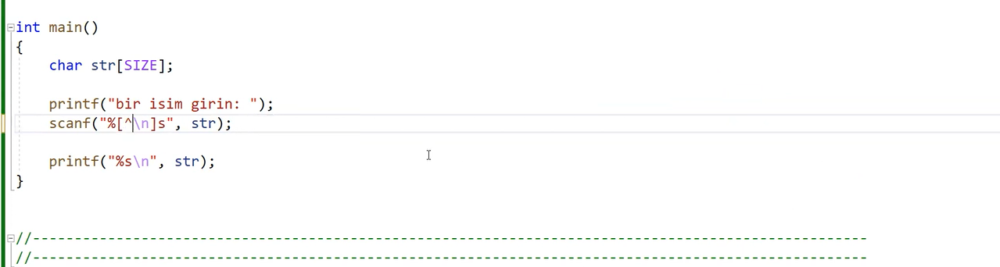 int main()
{
    char str[SIZE];
    printf("bir isim girin: ");
    scanf("%[^\n]s", str);
    printf("%s\n", str);
}
//----------------------------------------------------------------------------------------------------
//----------------------------------------------------------------------------------------------------